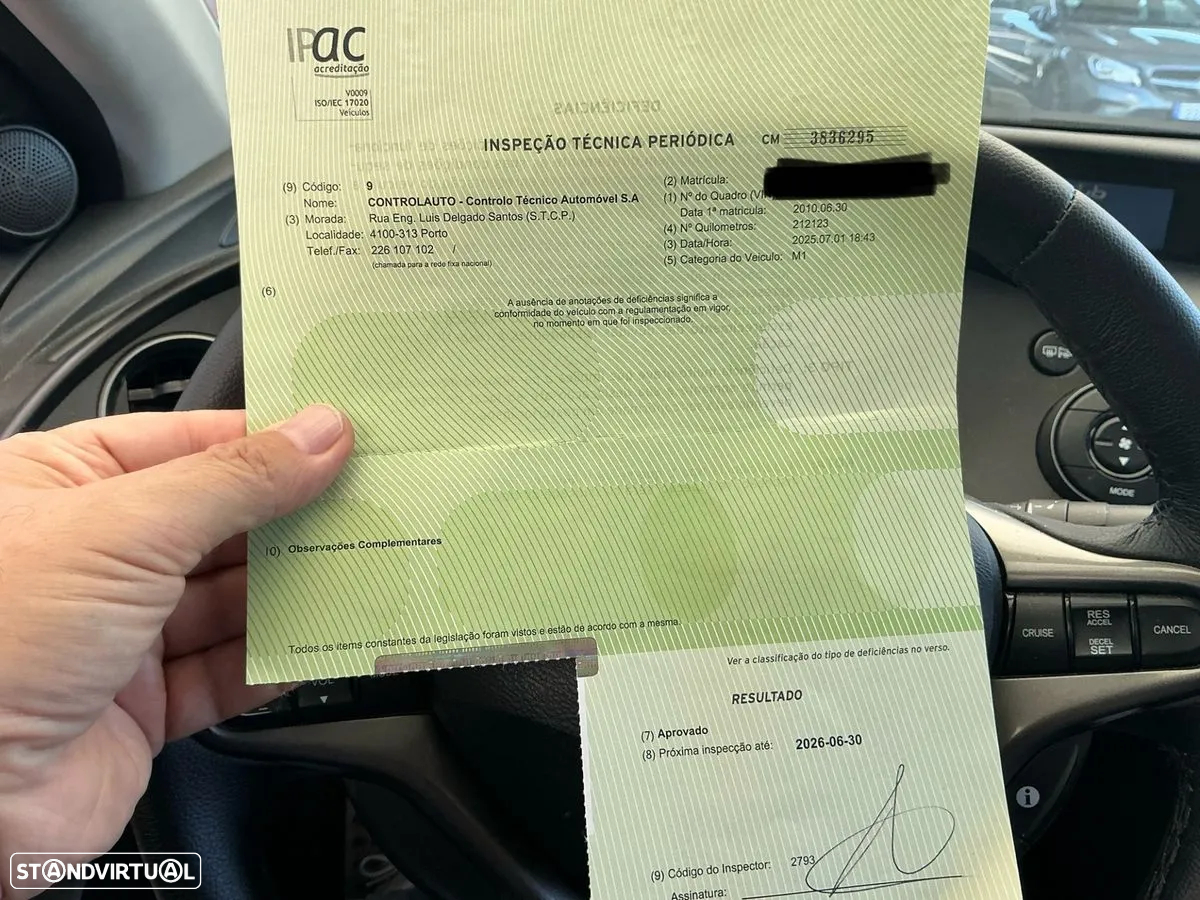 IPAC
acreditação
V0009
ISO/IEC 17020
Veículos
DEFICIÊNCIAS
INSPEÇÃO TÉCNICA PERIÓDICA CM 3836295
(9) Código: 9
Nome: CONTROLAUTO - Controlo Técnico Automóvel S.A
(3) Morada: Rua Eng. Luis Delgado Santos (S.T.C.P.)
Localidade: 4100-313 Porto
Telef./Fax: 226 107 102 /
(chamada para a rede fixa nacional)
(2) Matrícula:
(1) Nº do Quadro (VIN
Data 1ª matricula: 2010.06.30
(4) Nº Quilometros: 212123
(3) Data/Hora: 2025.07.01 18:43
(5) Categoria do Veiculo: M1
(6)
A ausência de anotações de deficiências significa a
conformidade do veículo com a regulamentação em vigor,
no momento em que foi inspeccionado.
10) Observações Complementares
Todos os items constantes da legislação foram vistos e estão de acordo com a mesma.
Ver a classificação do tipo de deficiências no verso.
RESULTADO
(7) Aprovado
(8) Próxima inspecção até: 2026-06-30
(9) Código do Inspector: 2793
Assinatura:
MODE
CRUISE
RES
ACCEL
DECEL
SET
CANCEL
VOL
i
STANDVIRTUAL